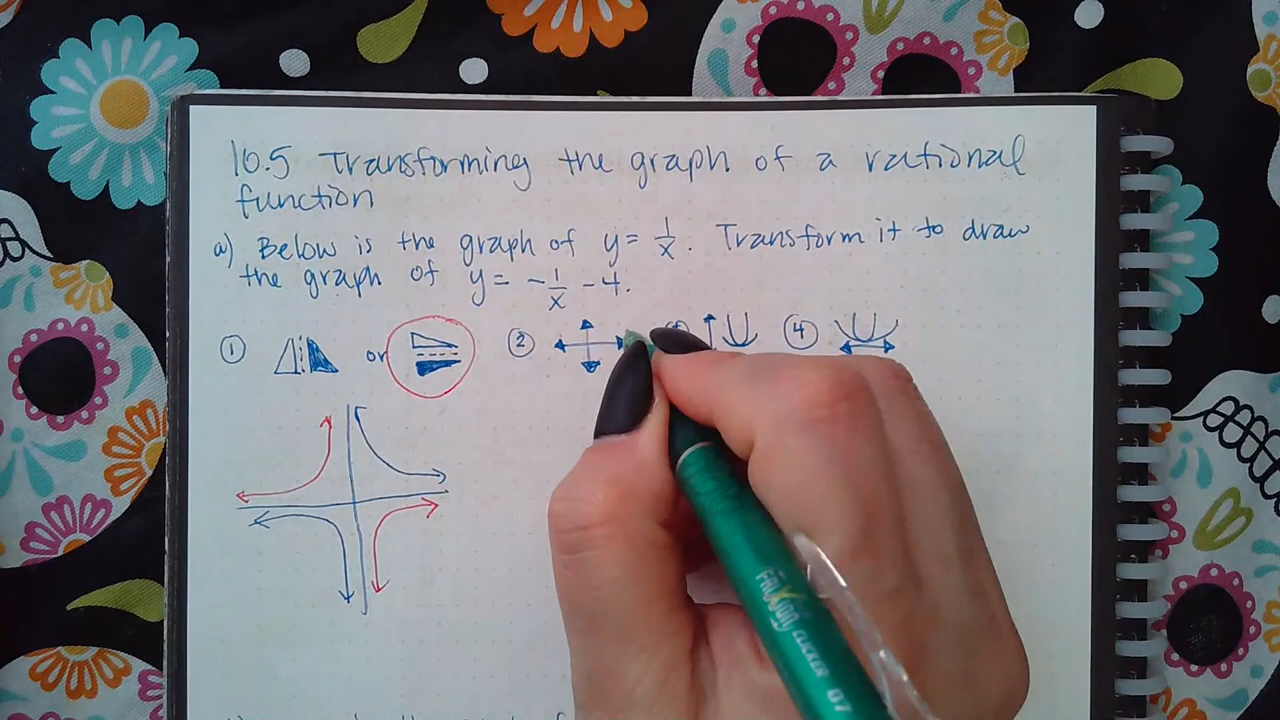 10.5 Transforming the graph of a rational
function
a) Below is the graph of y = 1/x. Transform it to draw
the graph of y = -1/x - 4.
① or ② ④
FriXion CLICKER 07